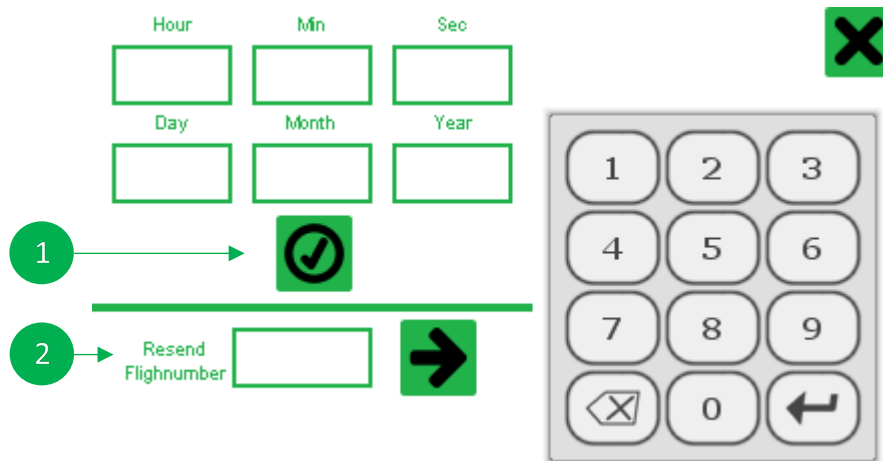 Hour Min Sec
Day Month Year
1
2
Resend
Flighnumber
1 2 3
4 5 6
7 8 9
0